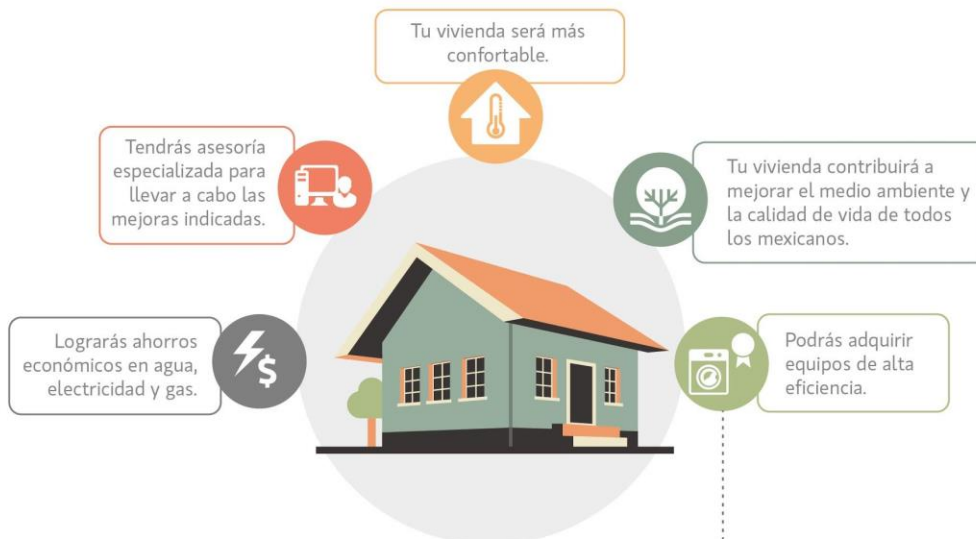 Tu vivienda será más
confortable.
Tendrás asesoría
especializada para
llevar a cabo las
mejoras indicadas.
Tu vivienda contribuirá a
mejorar el medio ambiente y
la calidad de vida de todos
los mexicanos.
Lograrás ahorros
económicos en agua,
electricidad y gas.
$
Podrás adquirir
equipos de alta
eficiencia.